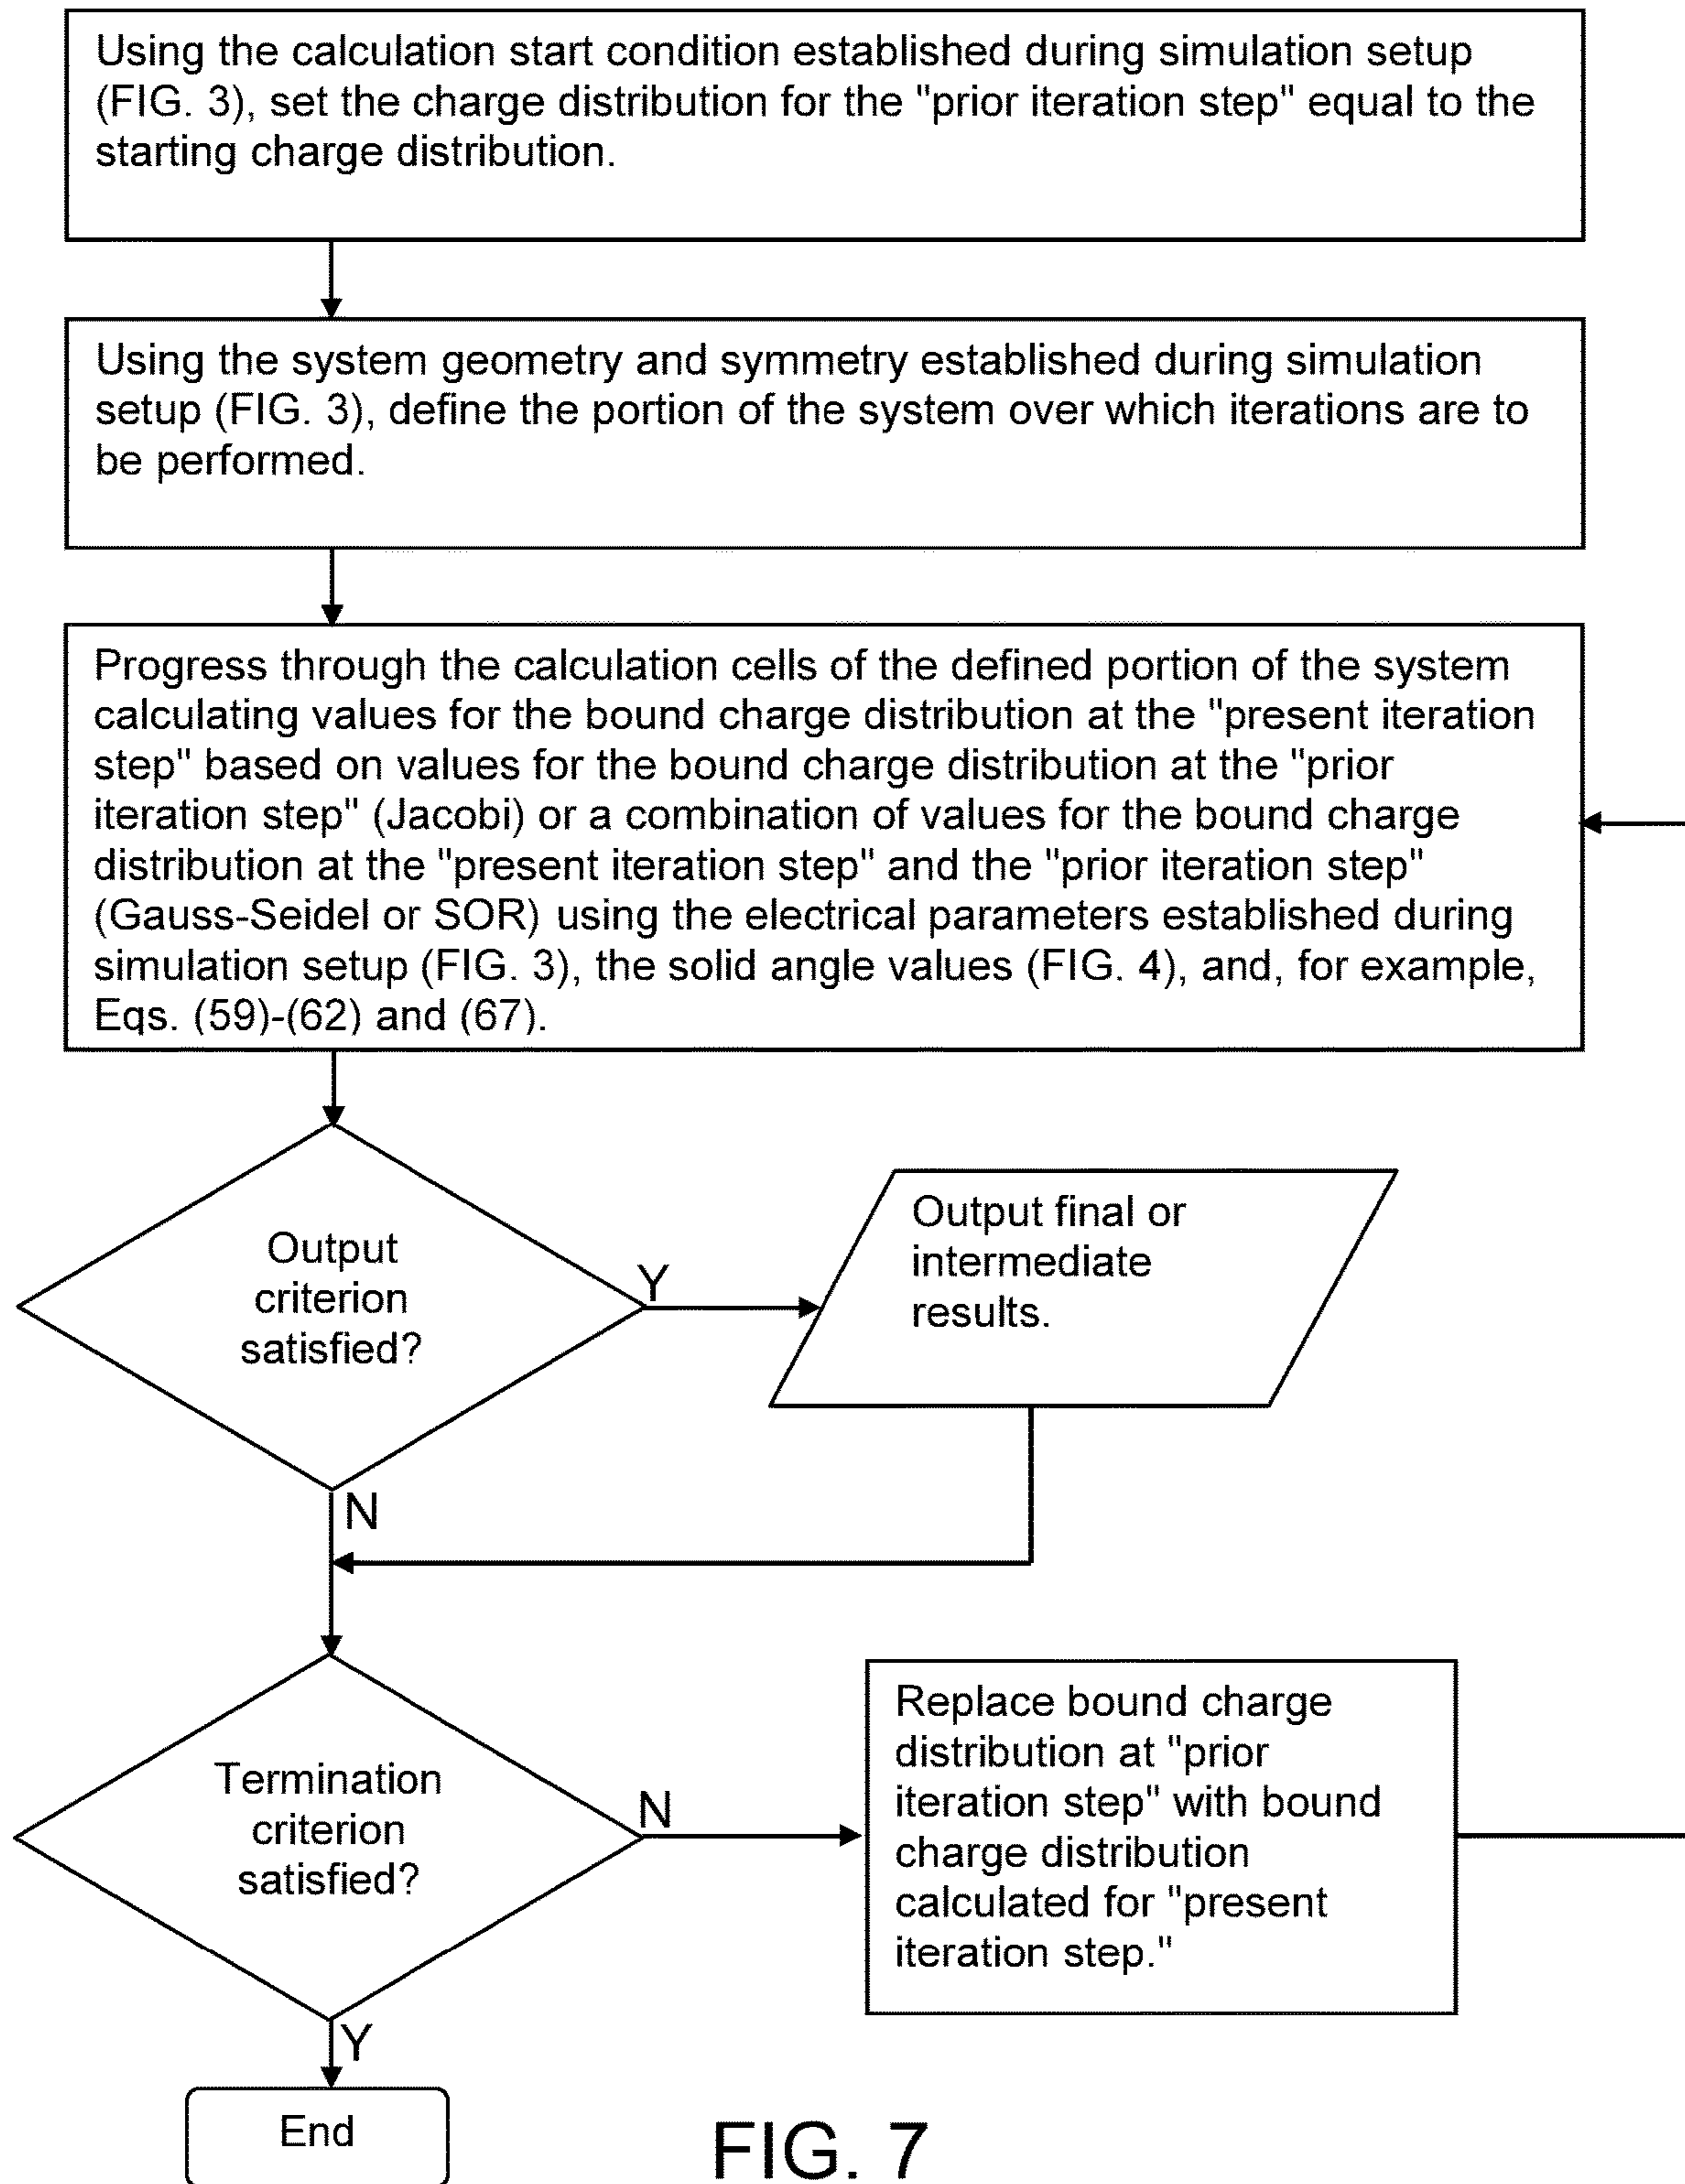 Using the calculation start condition established during simulation setup
(FIG. 3), set the charge distribution for the "prior iteration step" equal to the
starting charge distribution.
Using the system geometry and symmetry established during simulation
setup (FIG. 3), define the portion of the system over which iterations are to
be performed.
Progress through the calculation cells of the defined portion of the system
calculating values for the bound charge distribution at the "present iteration
step" based on values for the bound charge distribution at the "prior
iteration step" (Jacobi) or a combination of values for the bound charge
distribution at the "present iteration step" and the "prior iteration step"
(Gauss-Seidel or SOR) using the electrical parameters established during
simulation setup (FIG. 3), the solid angle values (FIG. 4), and, for example,
Eqs. (59)-(62) and (67).
Output
criterion
satisfied?
Y
Output final or
intermediate
results.
N
Termination
criterion
satisfied?
N
Replace bound charge
distribution at "prior
iteration step" with bound
charge distribution
calculated for "present
iteration step."
Y
End
FIG. 7